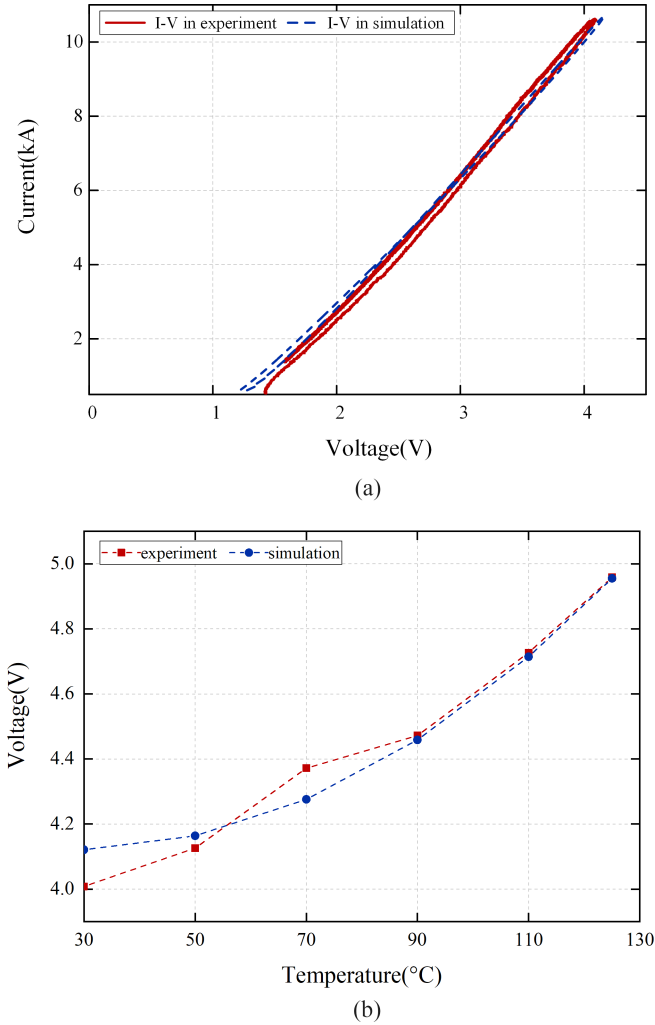 I-V in experiment I-V in simulation
10
8
6
4
2
Current(kA)
0 1 2 3 4
Voltage(V)
(a)
experiment simulation
5.0
4.8
4.6
4.4
4.2
4.0
Voltage(V)
30 50 70 90 110 130
Temperature(°C)
(b)